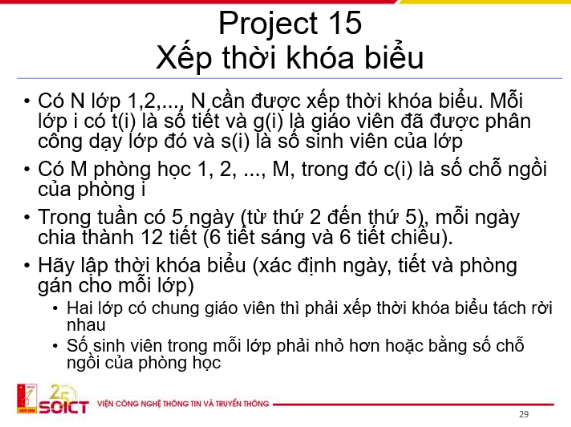 Project 15
Xếp thời khóa biểu
• Có N lớp 1,2,..., N cần được xếp thời khóa biểu. Mỗi
lớp i có t(i) là số tiết và g(i) là giáo viên đã được phân
công dạy lớp đó và s(i) là số sinh viên của lớp
• Có M phòng học 1, 2, ..., M, trong đó c(i) là số chỗ ngồi
của phòng i
• Trong tuần có 5 ngày (từ thứ 2 đến thứ 5), mỗi ngày
chia thành 12 tiết (6 tiết sáng và 6 tiết chiều).
• Hãy lập thời khóa biểu (xác định ngày, tiết và phòng
gán cho mỗi lớp)
• Hai lớp có chung giáo viên thì phải xếp thời khóa biểu tách rời
nhau
• Số sinh viên trong mỗi lớp phải nhỏ hơn hoặc bằng số chỗ
ngồi của phòng học
25
SOICT
VIỆN CÔNG NGHỆ THÔNG TIN VÀ TRUYỀN THÔNG
29